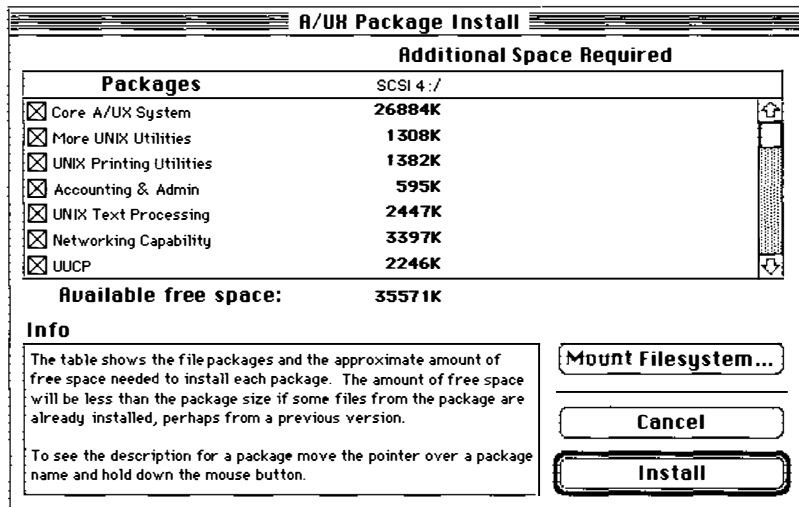 A/UX Package Install
Additional Space Required
Packages SCSI 4:/
Core A/UX System 26884K
More UNIX Utilities 1308K
UNIX Printing Utilities 1382K
Accounting & Admin 595K
UNIX Text Processing 2447K
Networking Capability 3397K
UUCP 2246K
Available free space: 35571K
Info
The table shows the file packages and the approximate amount of
free space needed to install each package. The amount of free space
will be less than the package size if some files from the package are
already installed, perhaps from a previous version.
To see the description for a package move the pointer over a package
name and hold down the mouse button.
Mount Filesystem...
Cancel
Install